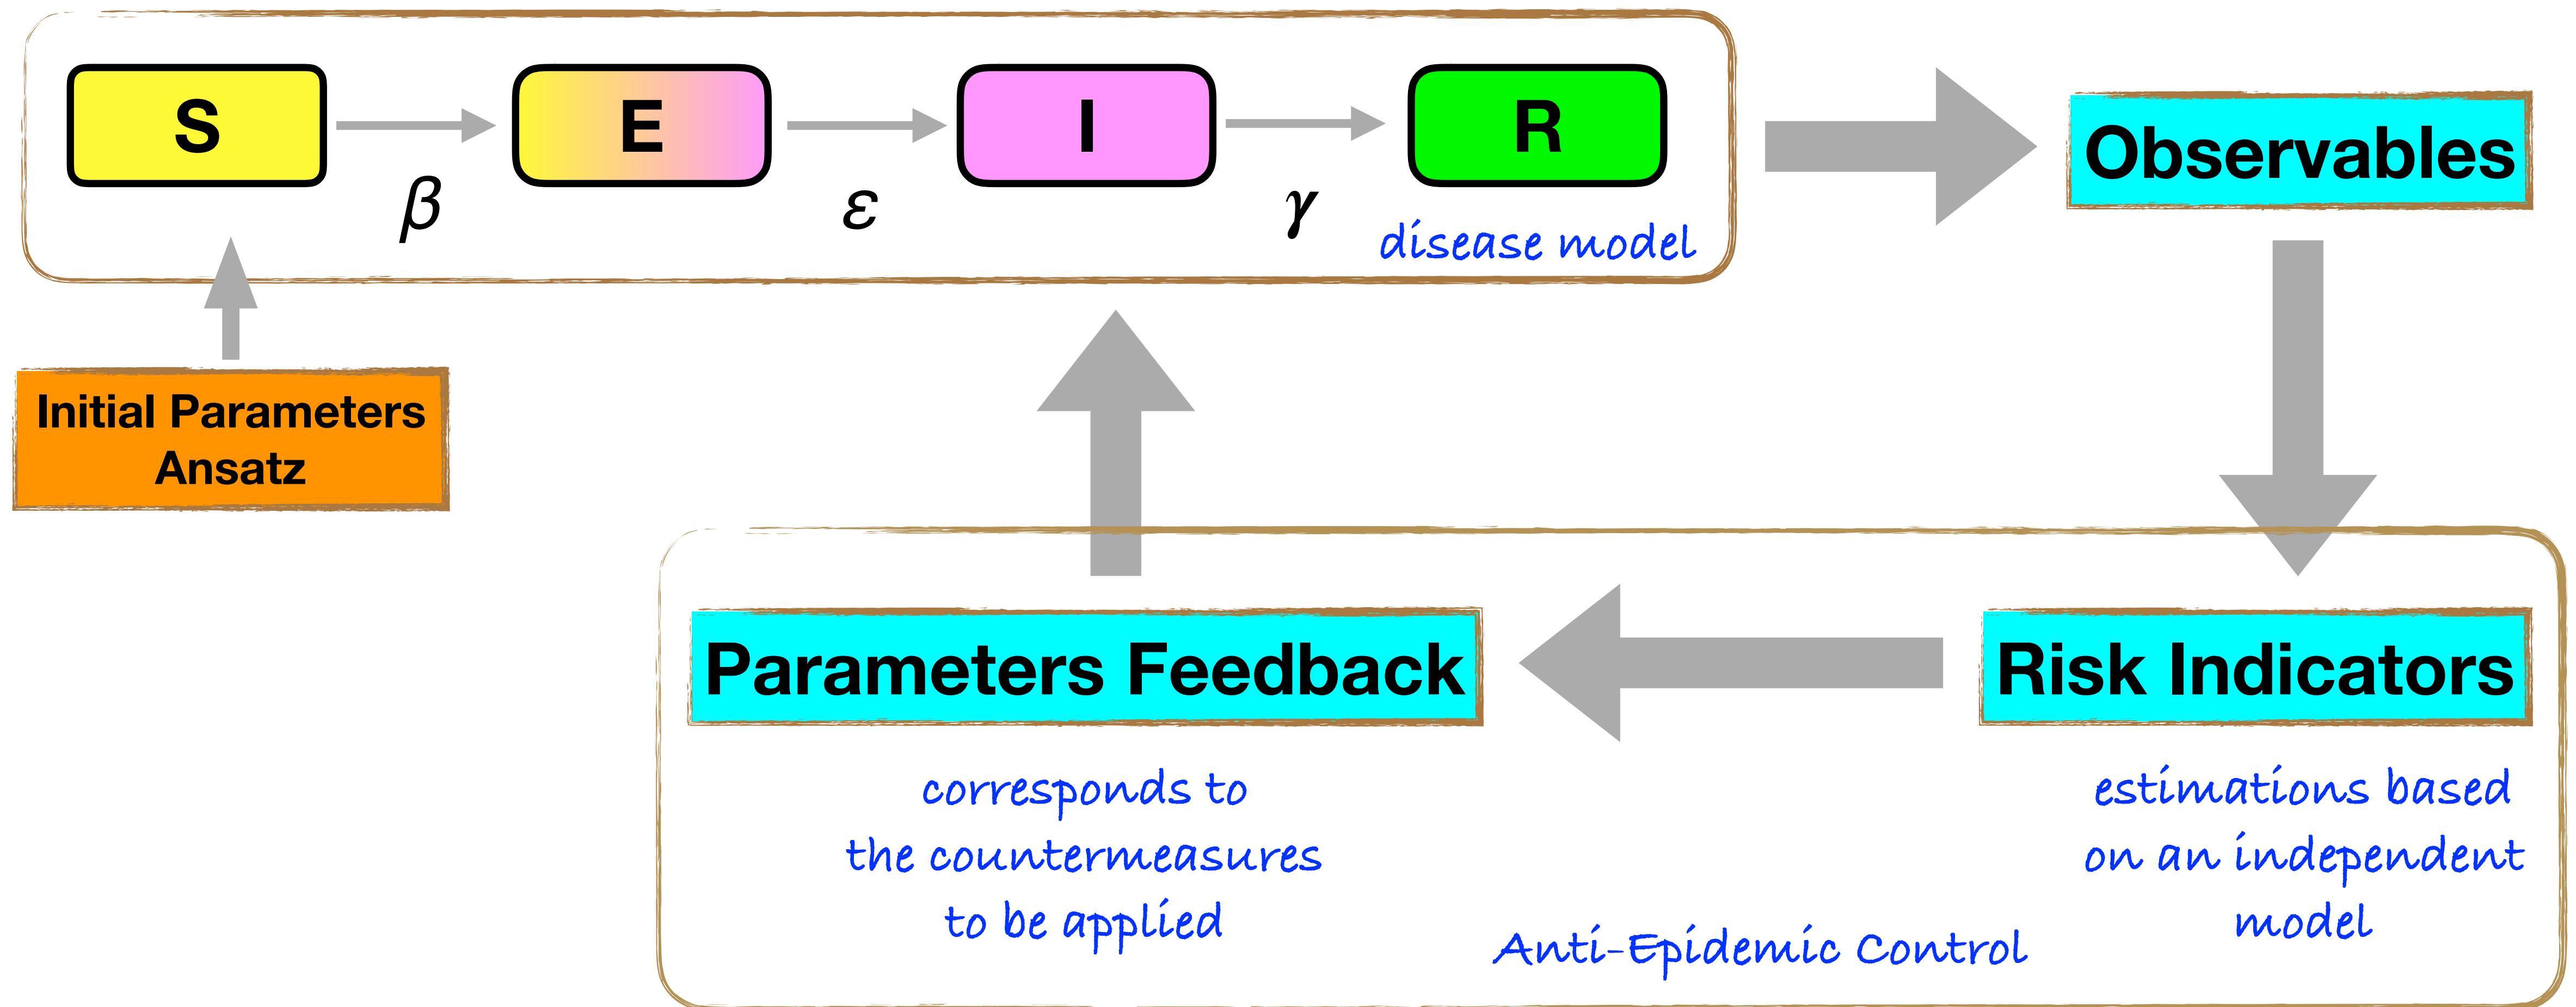 S
E
I
R
β
ε
γ
disease model
Observables
Initial Parameters
Ansatz
Parameters Feedback
Risk Indicators
corresponds to
the countermeasures
to be applied
estimations based
on an independent
model
Anti-Epidemic Control